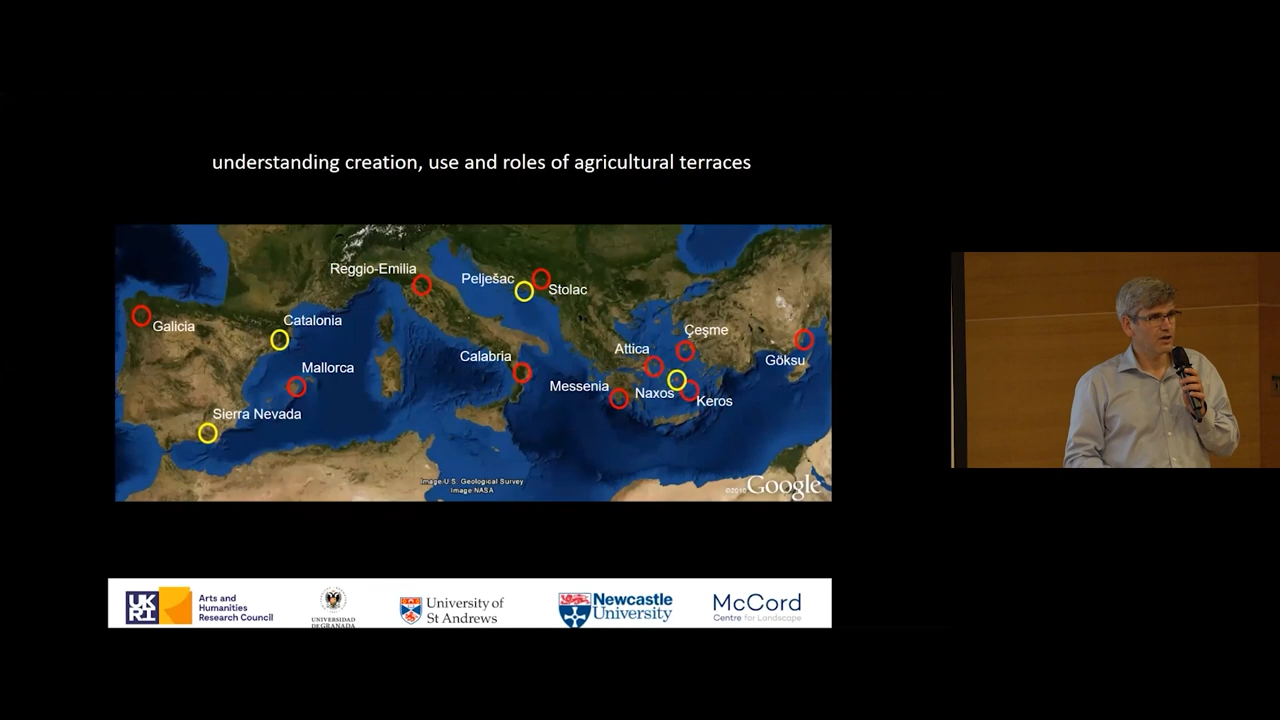 understanding creation, use and roles of agricultural terraces
Reggio-Emilia
Pelješac
Stolac
Galicia
Catalonia
Çeşme
Attica
Göksu
Calabria
Mallorca
Messenia
Naxos
Keros
Sierra Nevada
Image U.S. Geological Survey
Image NASA
©2010 Google
UK
RI
Arts and
Humanities
Research Council
UNIVERSIDAD
DE GRANADA
University of
St Andrews
Newcastle
University
McCord
Centre for Landscape